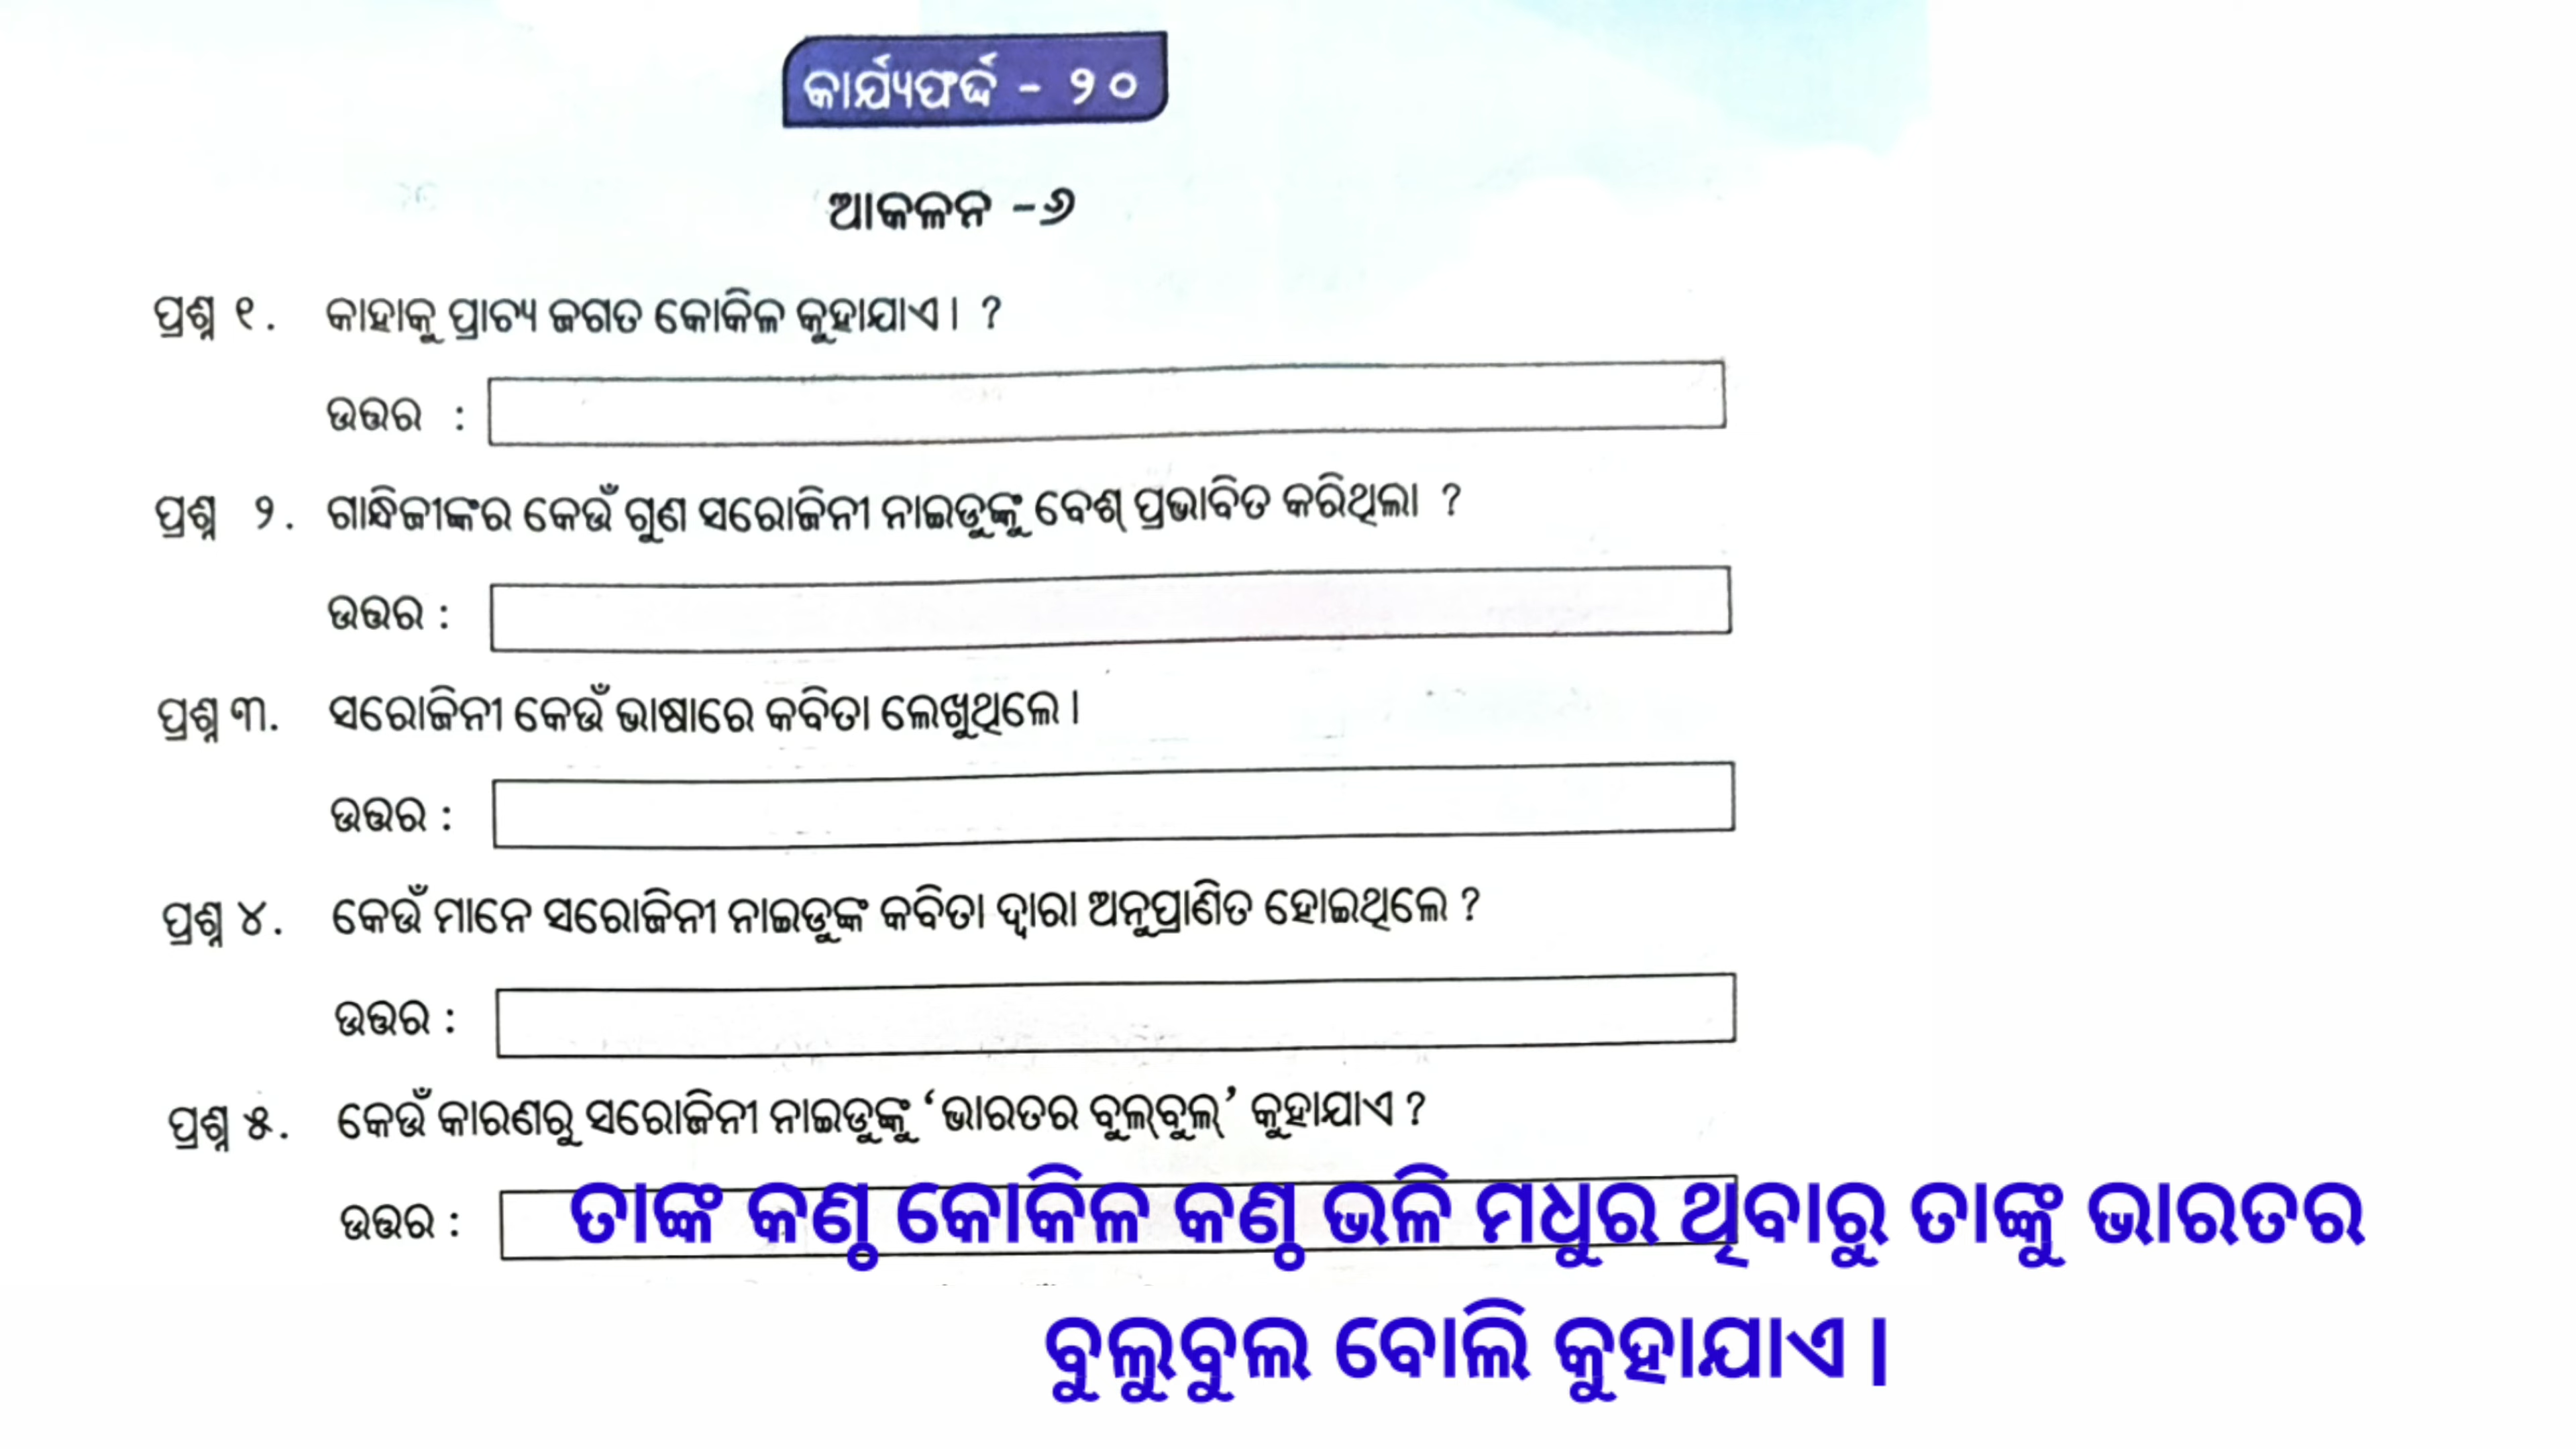 କାର୍ଯ୍ୟଫର୍ଦ୍ଦ - ୨୦
ଆକଳନ -୬
ପ୍ରଶ୍ନ ୧. କାହାକୁ ପ୍ରାଚ୍ୟ ଜଗତ କୋକିଳ କୁହାଯାଏ। ?
ଉତ୍ତର :
ପ୍ରଶ୍ନ ୨. ଗାନ୍ଧିଜୀଙ୍କର କେଉଁ ଗୁଣ ସରୋଜିନୀ ନାଇଡୁଙ୍କୁ ବେଶ୍ ପ୍ରଭାବିତ କରିଥିଲା ?
ଉତ୍ତର :
ପ୍ରଶ୍ନ ୩. ସରୋଜିନୀ କେଉଁ ଭାଷାରେ କବିତା ଲେଖୁଥିଲେ।
ଉତ୍ତର :
ପ୍ରଶ୍ନ ୪. କେଉଁ ମାନେ ସରୋଜିନୀ ନାଇଡୁଙ୍କ କବିତା ଦ୍ୱାରା ଅନୁପ୍ରାଣିତ ହୋଇଥିଲେ ?
ଉତ୍ତର :
ପ୍ରଶ୍ନ ୫. କେଉଁ କାରଣରୁ ସରୋଜିନୀ ନାଇଡୁଙ୍କୁ ‘ଭାରତର ବୁଲ୍‌ବୁଲ୍’ କୁହାଯାଏ ?
ଉତ୍ତର : ତାଙ୍କ କଣ୍ଠ କୋକିଳ କଣ୍ଠ ଭଳି ମଧୁର ଥିବାରୁ ତାଙ୍କୁ ଭାରତର
ବୁଲୁବୁଲ ବୋଲି କୁହାଯାଏ |